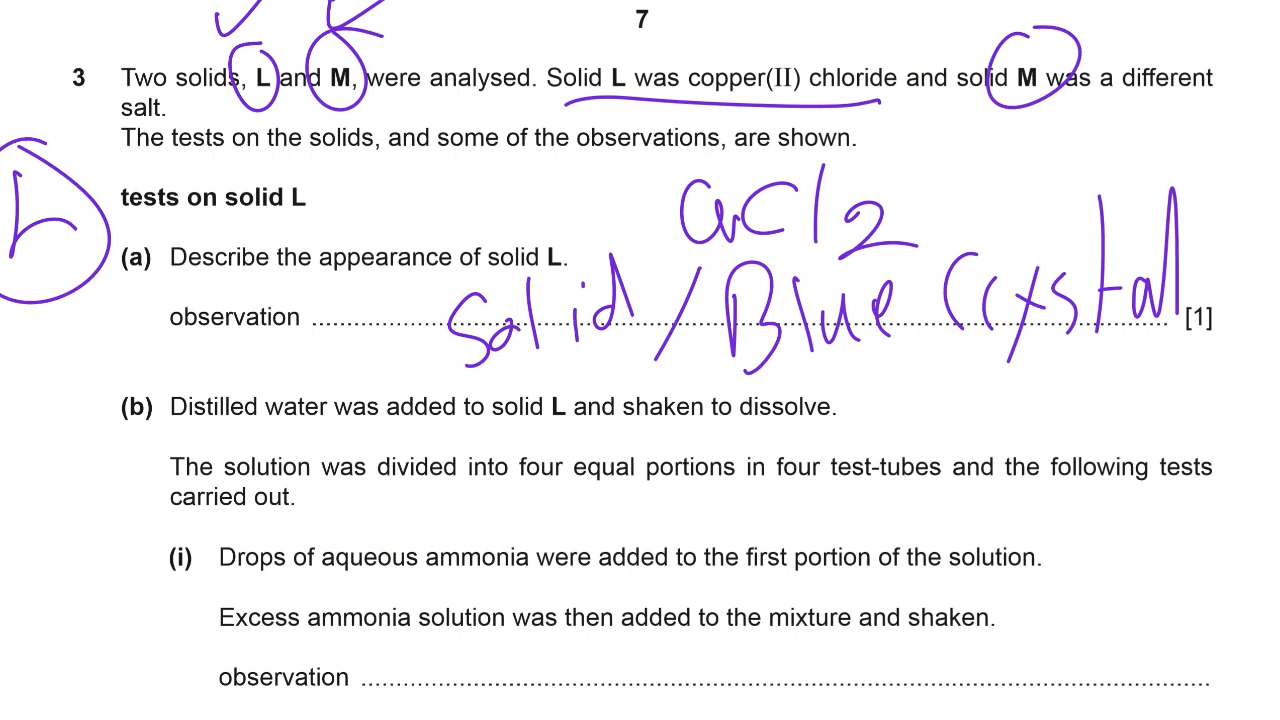 7
3 Two solids, L and M, were analysed. Solid L was copper(II) chloride and solid M was a different
salt.
The tests on the solids, and some of the observations, are shown.
L
tests on solid L
CuCl2
(a) Describe the appearance of solid L.
observation .......... Solid / Blue Crystal .......... [1]
(b) Distilled water was added to solid L and shaken to dissolve.
The solution was divided into four equal portions in four test-tubes and the following tests
carried out.
(i) Drops of aqueous ammonia were added to the first portion of the solution.
Excess ammonia solution was then added to the mixture and shaken.
observation ..........